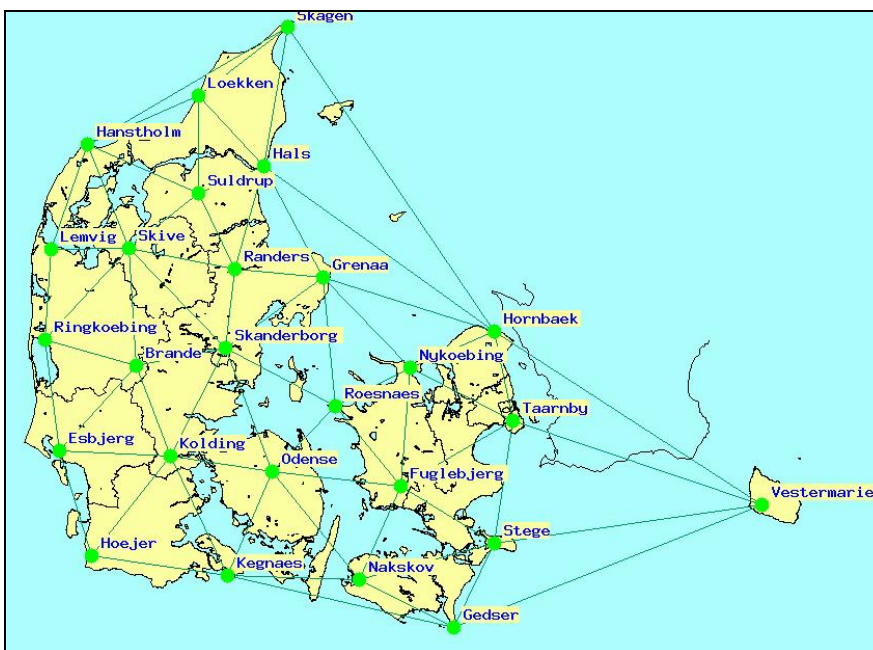 Skagen
Loekken
Hanstholm
Hals
Suldrup
Lemvig
Skive
Randers
Grenaa
Ringkoebing
Skanderborg
Hornbaek
Brande
Nykoebing
Roesnaes
Taarnby
Esbjerg
Kolding
Odense
Fuglebjerg
Vestermarie
Hoejer
Stege
Kegnaes
Nakskov
Gedser